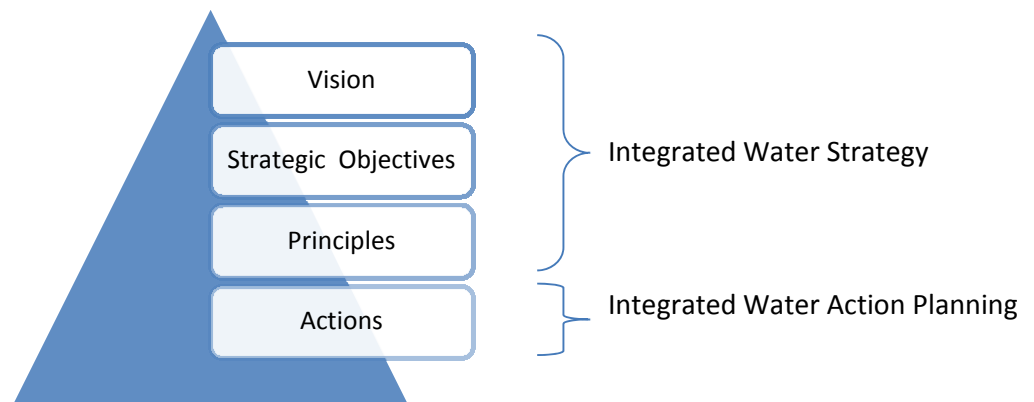 Vision
Strategic Objectives
Integrated Water Strategy
Principles
Actions
Integrated Water Action Planning